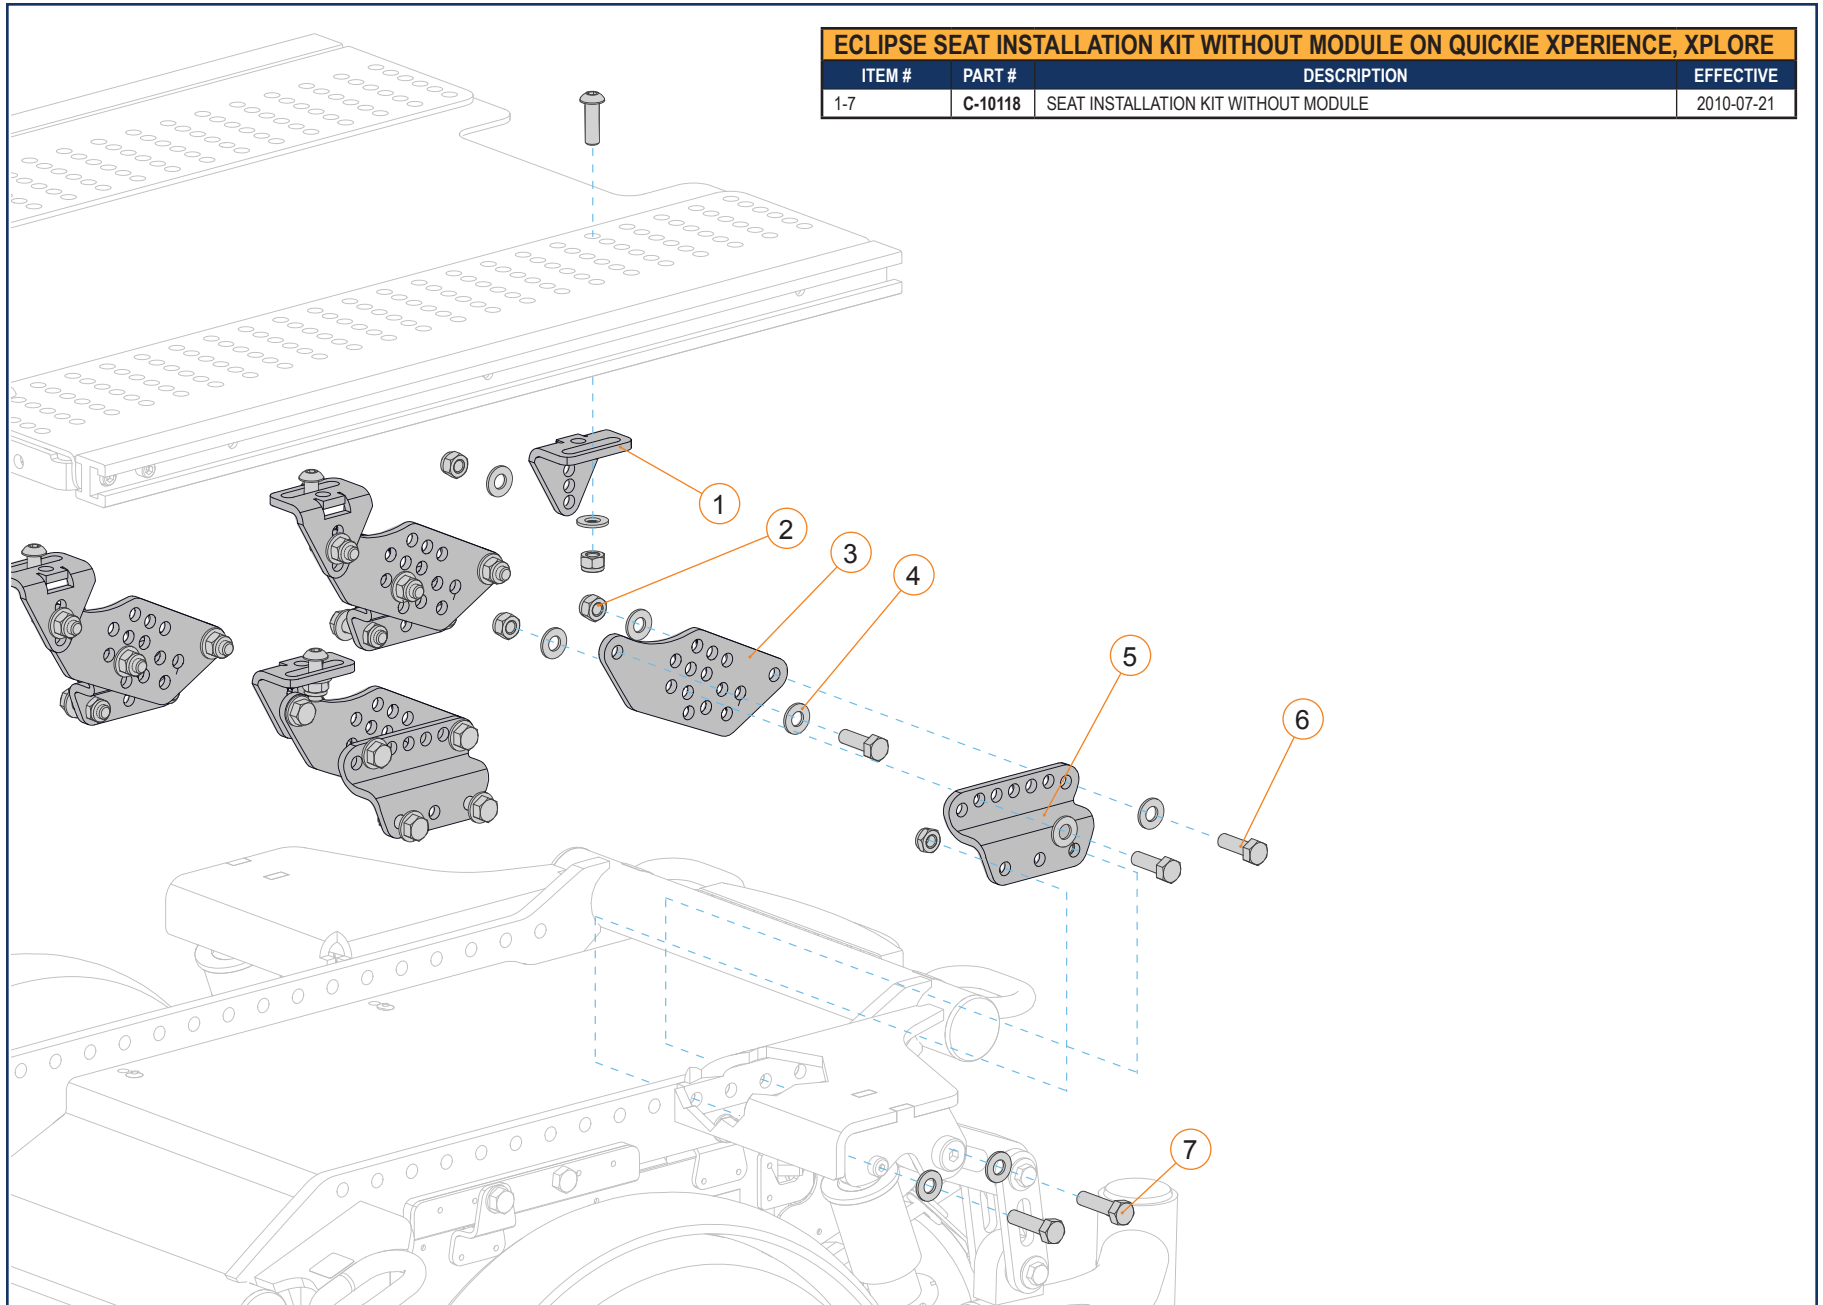 ECLIPSE SEAT INSTALLATION KIT WITHOUT MODULE ON QUICKIE XPERIENCE, XPLORE
ITEM # PART # DESCRIPTION EFFECTIVE
1-7 C-10118 SEAT INSTALLATION KIT WITHOUT MODULE 2010-07-21
1
2
3
4
5
6
7